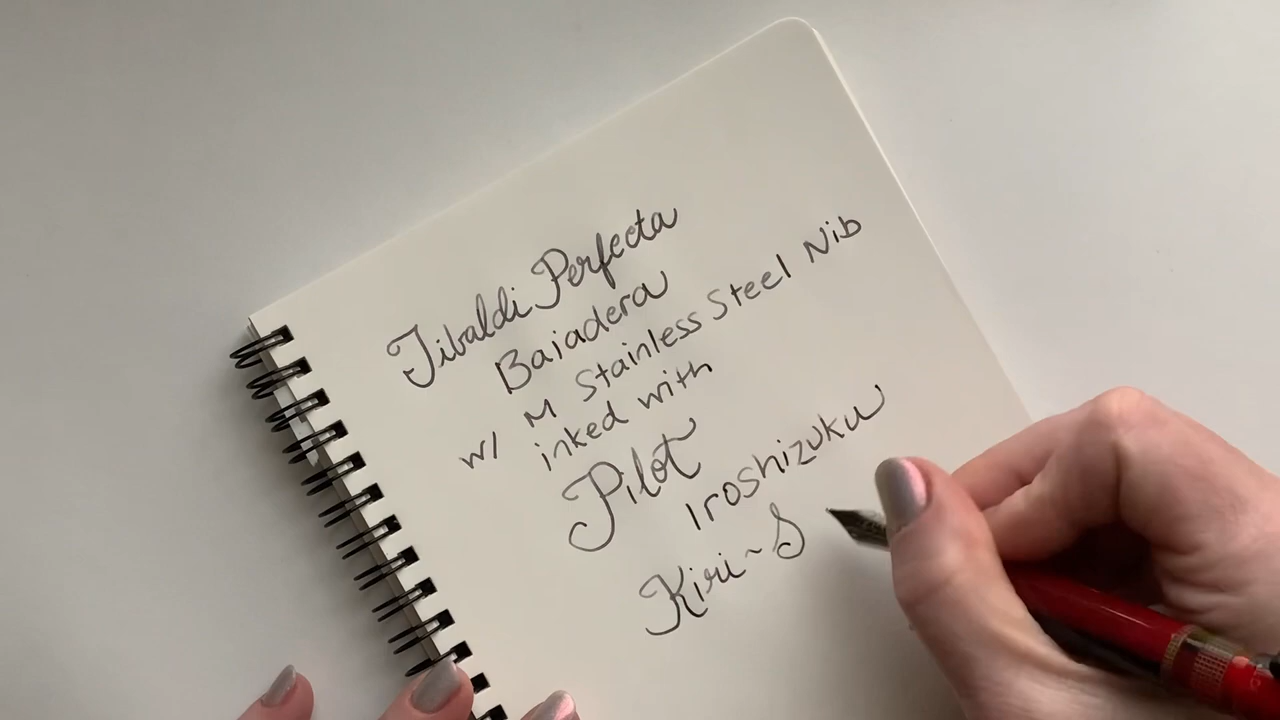 Tibaldi Perfecta
Baiadera
w/ M Stainless Steel Nib
inked with
Pilot
Iroshizuku
Kiri~S